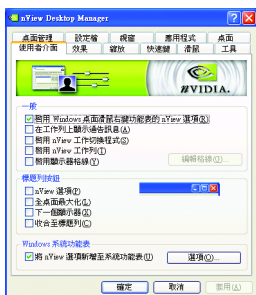 nView Desktop Manager
桌面管理 設定檔 視窗 應用程式 桌面
使用者介面 效果 縮放 快速鍵 滑鼠 工具
NVIDIA.
一般
啟用 Windows 桌面滑鼠右鍵功能表的 nView 選項(R)
在工作列上顯示通告訊息(A)
啟用 nView 工作切換程式(S)
啟用 nView 工作列(T)
啟用顯示器格線(Y)
編輯格線(D)...
標題列按鈕
nView 選項(P)
全桌面最大化(L)
下一個顯示器(X)
收合至標題列(C)
Windows 系統功能表
將 nView 選項新增至系統功能表(U)
選項(O)...
確定 取消 套用(A)